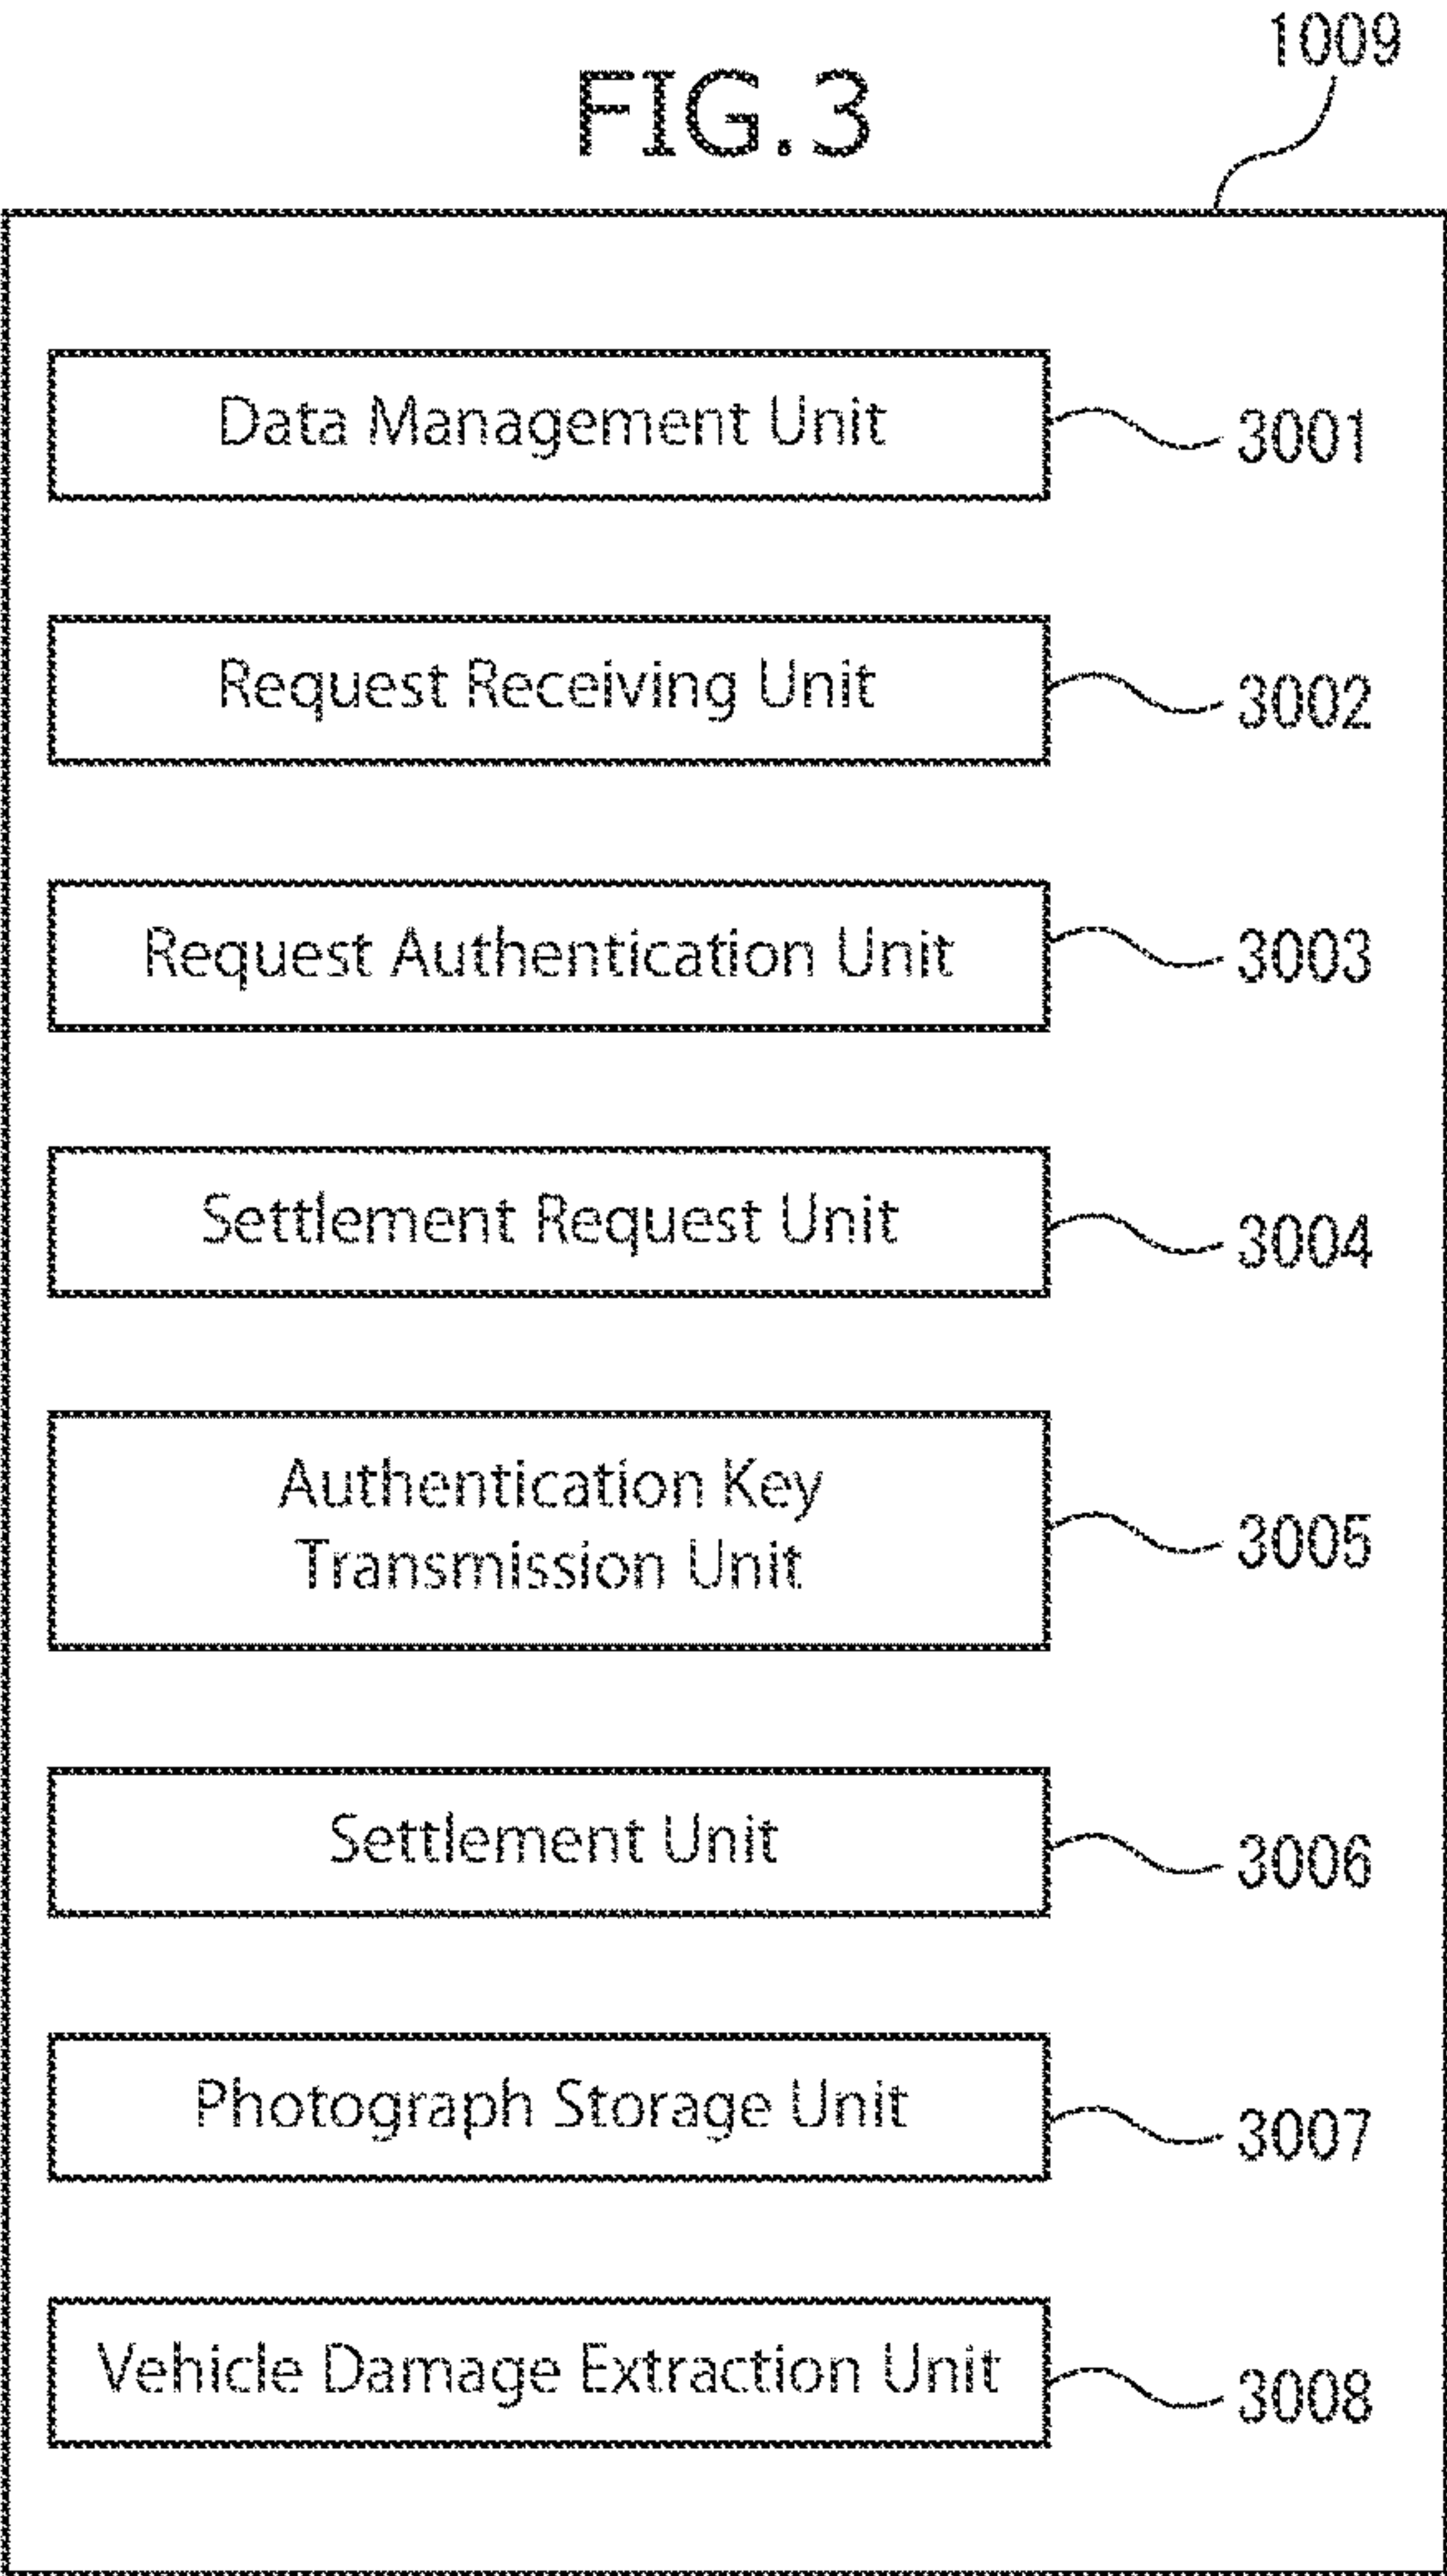 1009
FIG.3
Data Management Unit
3001
Request Receiving Unit
3002
Request Authentication Unit
3003
Settlement Request Unit
3004
Authentication Key
Transmission Unit
3005
Settlement Unit
3006
Photograph Storage Unit
3007
Vehicle Damage Extraction Unit
3008